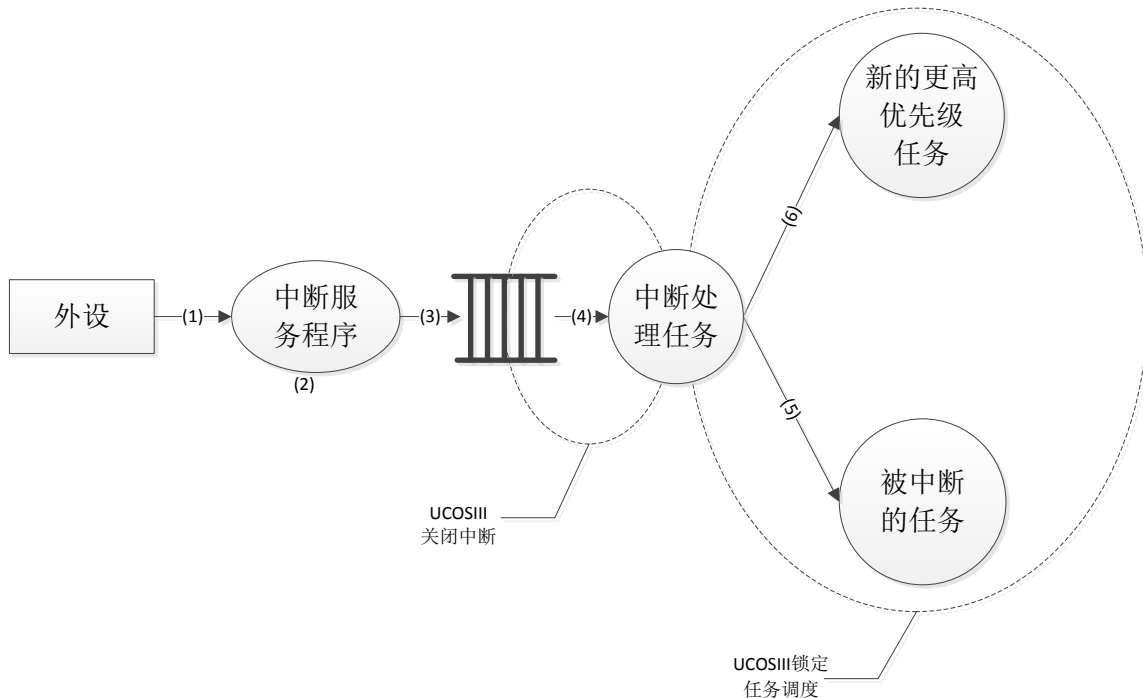 新的更高
优先级
任务
(6)
外设
(1)
中断服
务程序
(2)
(3)
(4)
中断处
理任务
(5)
被中断
的任务
UCOSIII
关闭中断
UCOSIII锁定
任务调度